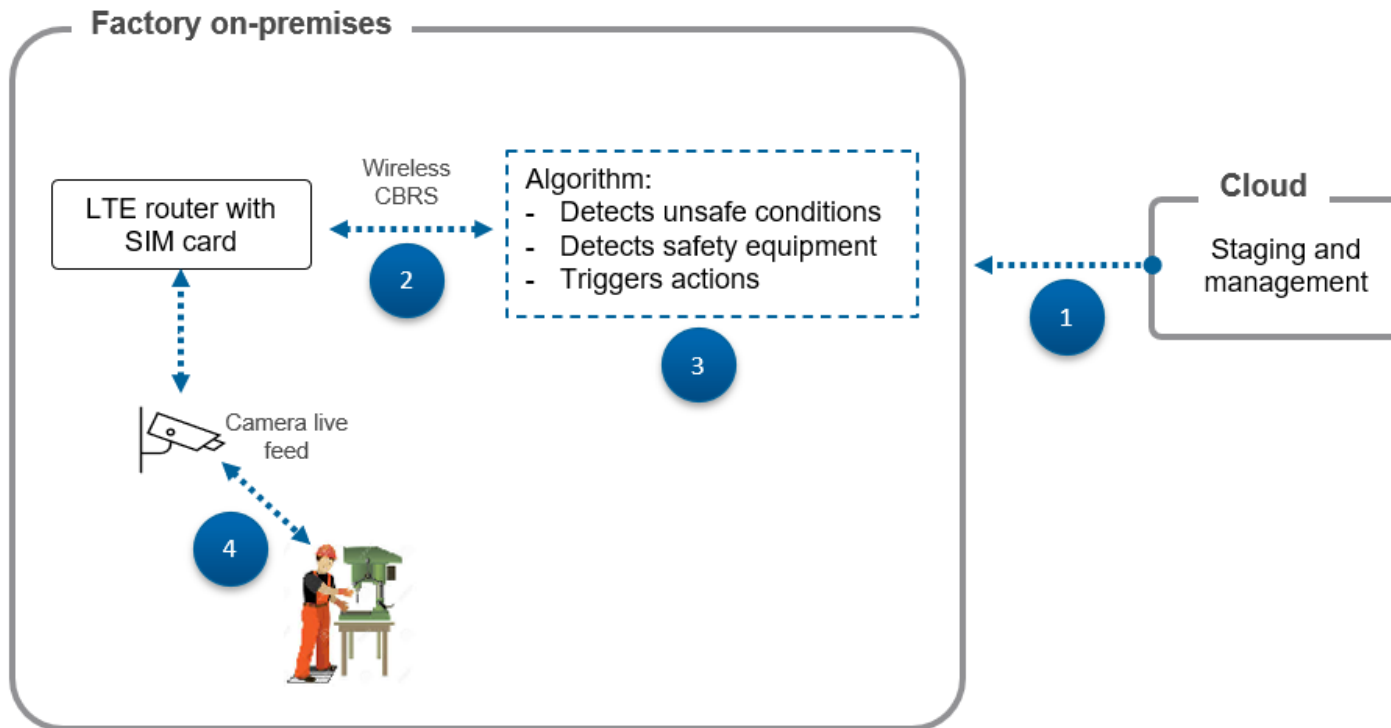 Factory on-premises
Wireless
CBRS
LTE router with
SIM card
2
Algorithm:
- Detects unsafe conditions
- Detects safety equipment
- Triggers actions
3
Cloud
Staging and
management
1
Camera live
feed
4